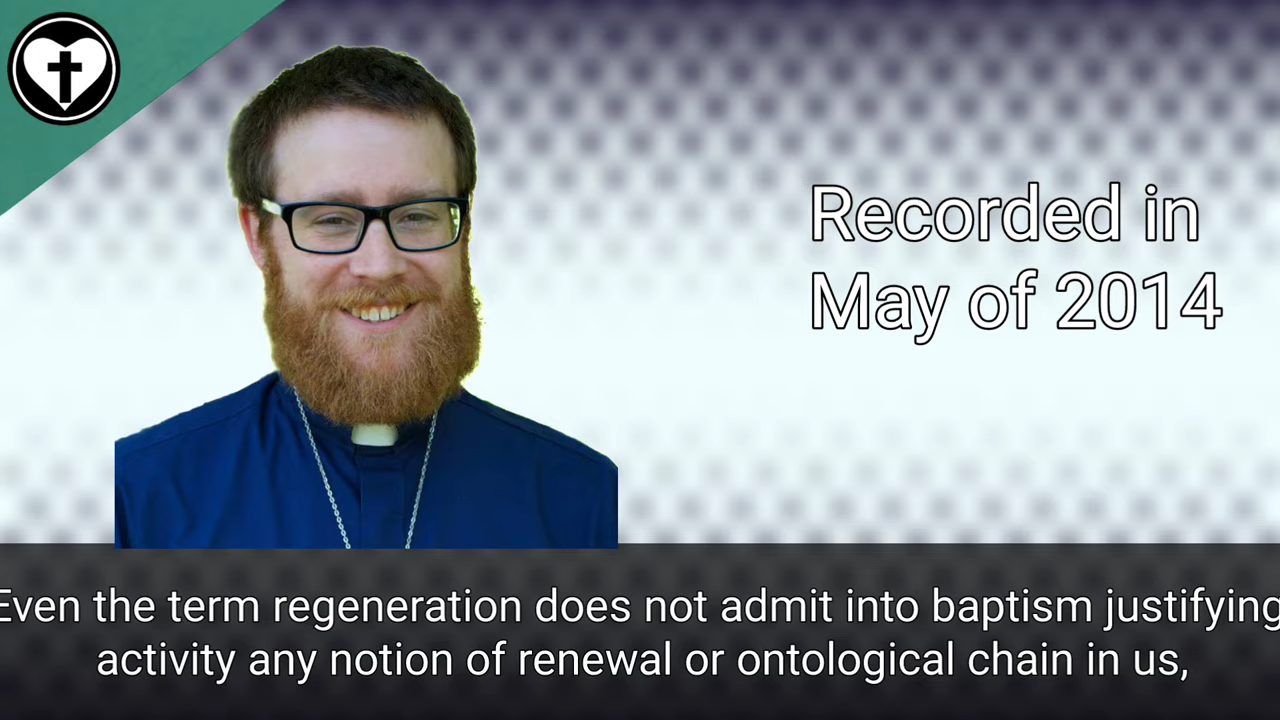 Recorded in
May of 2014
Even the term regeneration does not admit into baptism justifying
activity any notion of renewal or ontological chain in us,